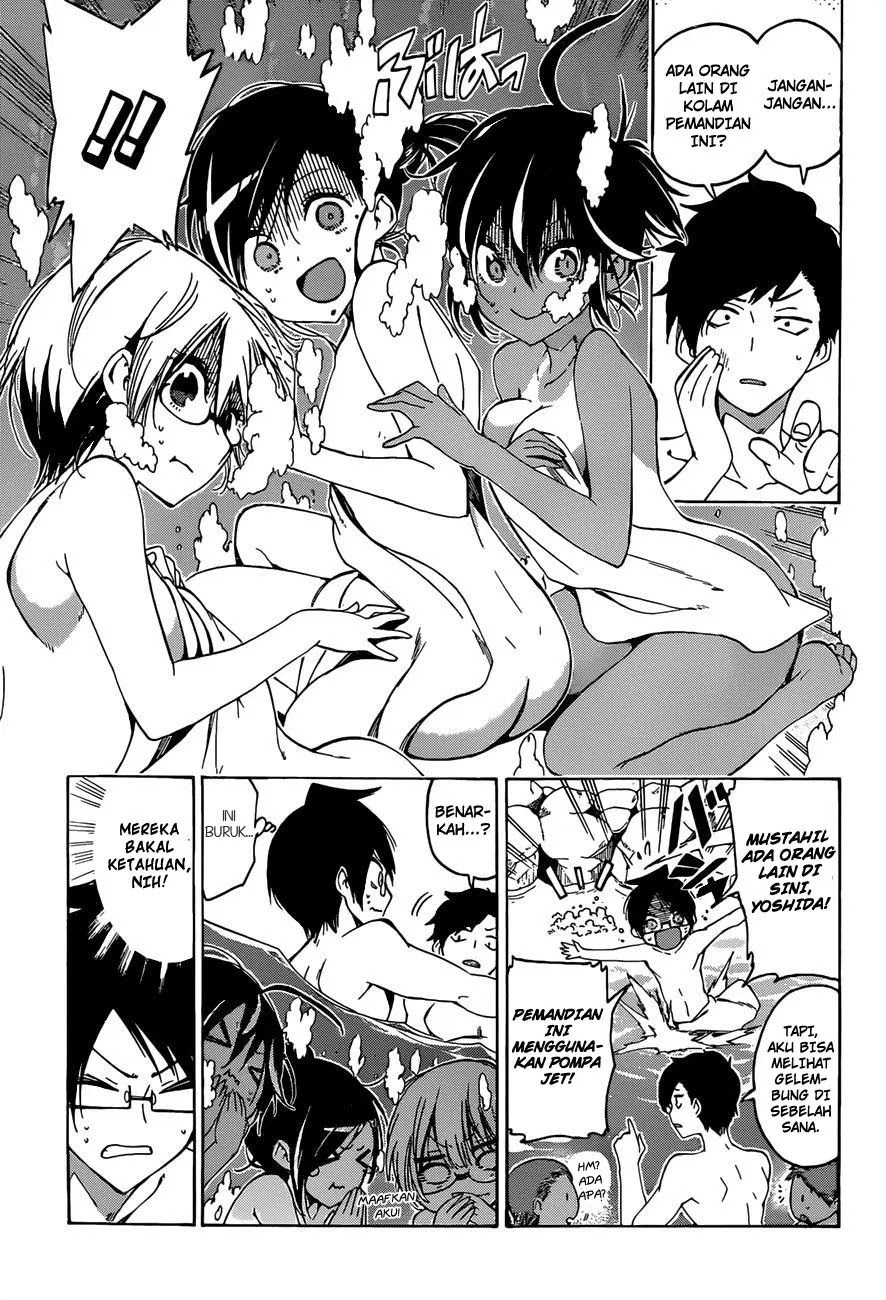 JANGAN-
JANGAN...
ADA ORANG
LAIN DI
KOLAM
PEMANDIAN
INI?
ぶはっ
!!
MUSTAHIL
ADA ORANG
LAIN DI
SINI,
YOSHIDA!
PEMANDIAN
INI
MENGGUNA-
KAN POMPA
JET!
TAPI,
AKU BISA
MELIHAT
GELEM-
BUNG DI
SEBELAH
SANA.
HM?
ADA
APA?
BENAR-
KAH...?
INI
BURUK...
MAAFKAN
AKU!
MEREKA
BAKAL
KETAHUAN,
NIH!